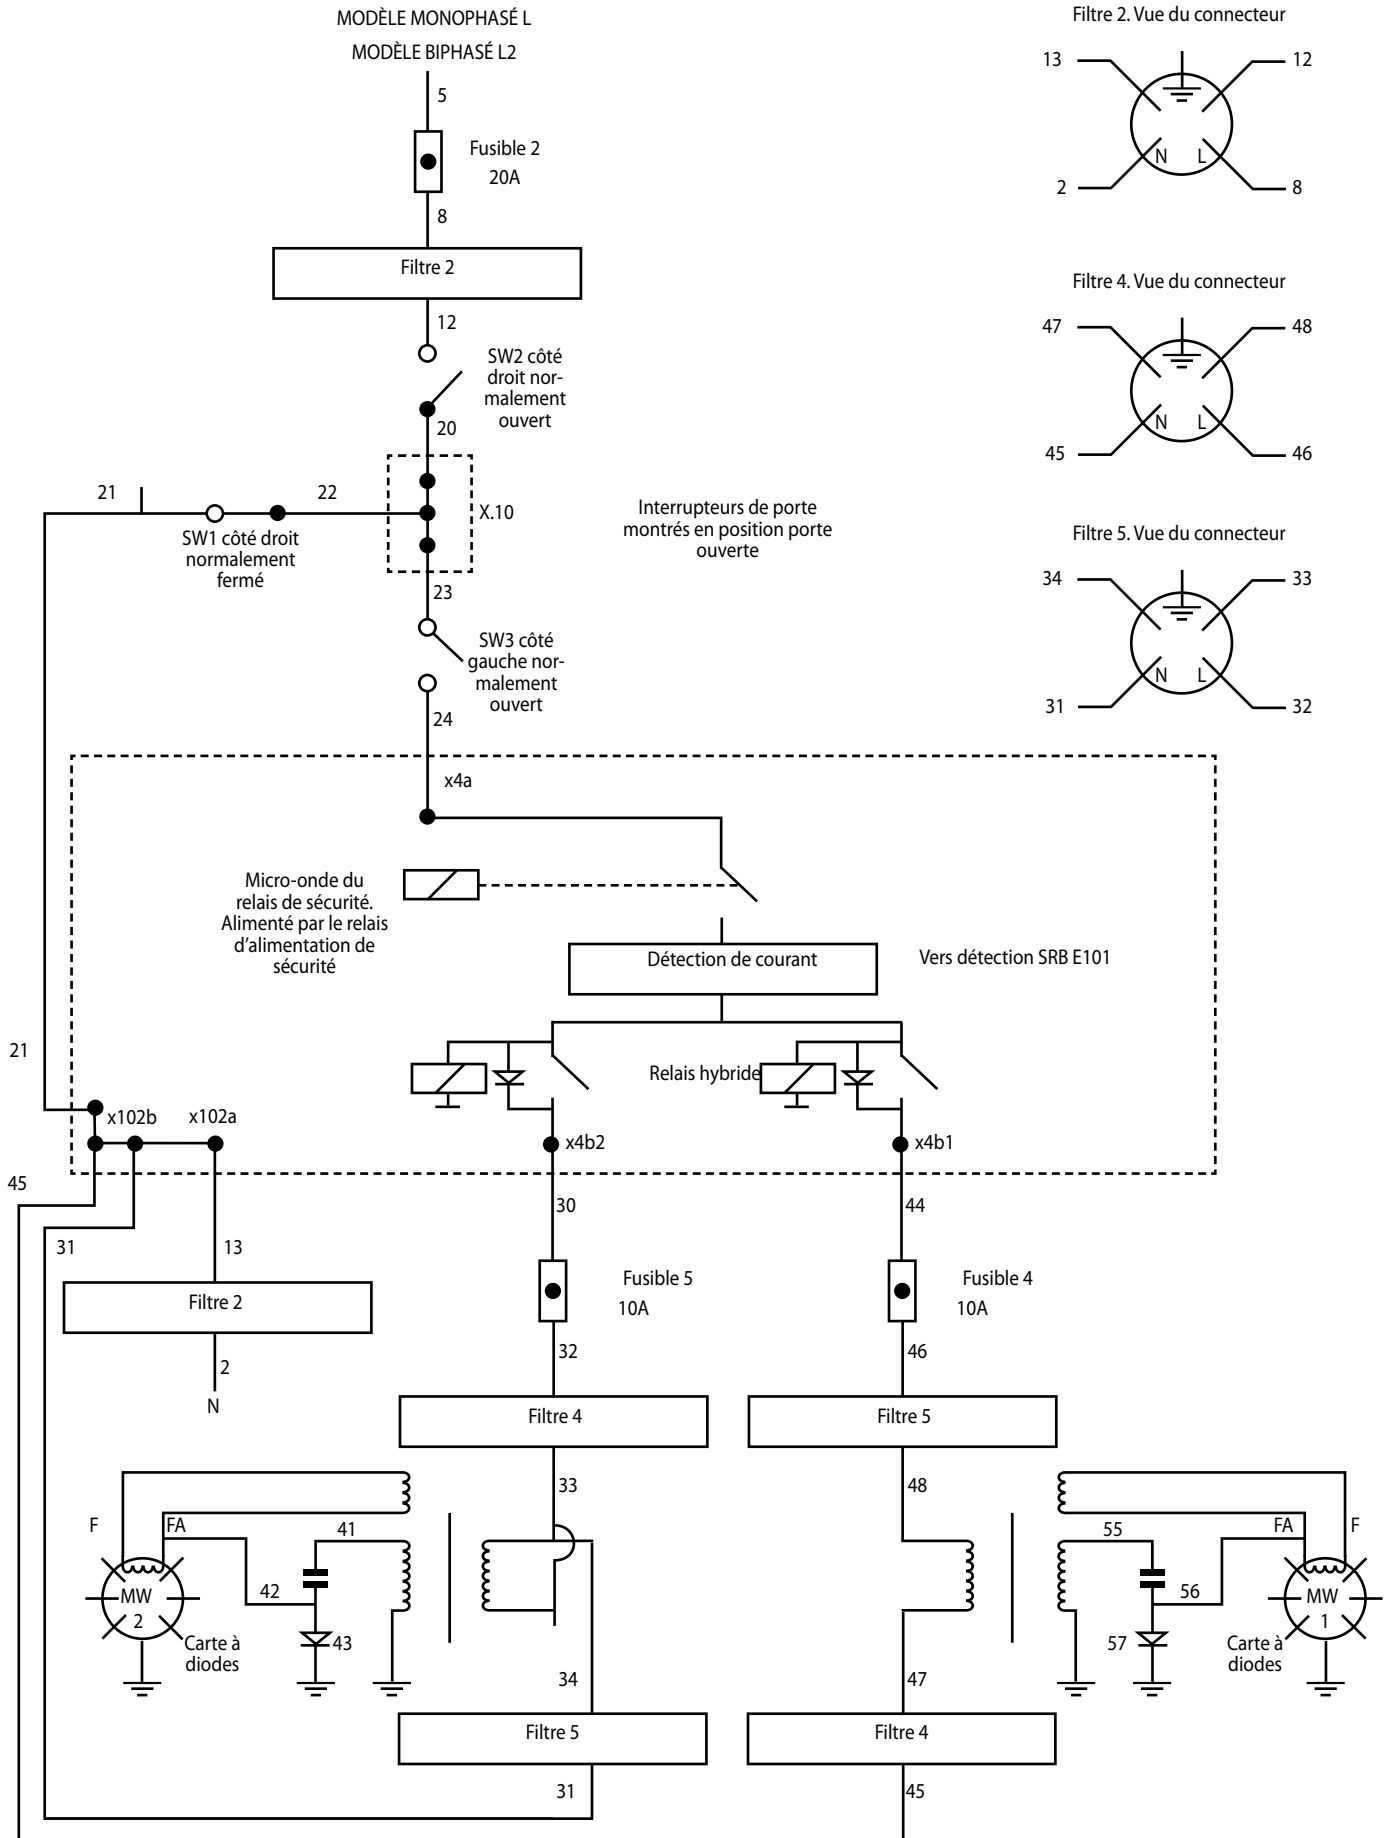 MODÈLE MONOPHASÉ L
MODÈLE BIPHASÉ L2
5
Fusible 2
20A
8
Filtre 2
12
SW2 côté
droit nor-
malement
ouvert
20
21
22
X.10
SW1 côté droit
normalement
fermé
23
SW3 côté
gauche nor-
malement
ouvert
24
Interrupteurs de porte
montrés en position porte
ouverte
Filtre 2. Vue du connecteur
13
12
N
L
2
8
Filtre 4. Vue du connecteur
47
48
N
L
45
46
Filtre 5. Vue du connecteur
34
33
N
L
31
32
x4a
Micro-onde du
relais de sécurité.
Alimenté par le relais
d'alimentation de
sécurité
Détection de courant
Vers détection SRB E101
21
Relais hybride
x102b
x102a
x4b2
x4b1
45
30
44
31
13
Fusible 5
10A
Fusible 4
10A
Filtre 2
32
46
2
N
Filtre 4
Filtre 5
33
48
F
FA
41
55
FA
F
MW
2
42
56
MW
1
Carte à
diodes
43
57
Carte à
diodes
34
47
Filtre 5
Filtre 4
31
45